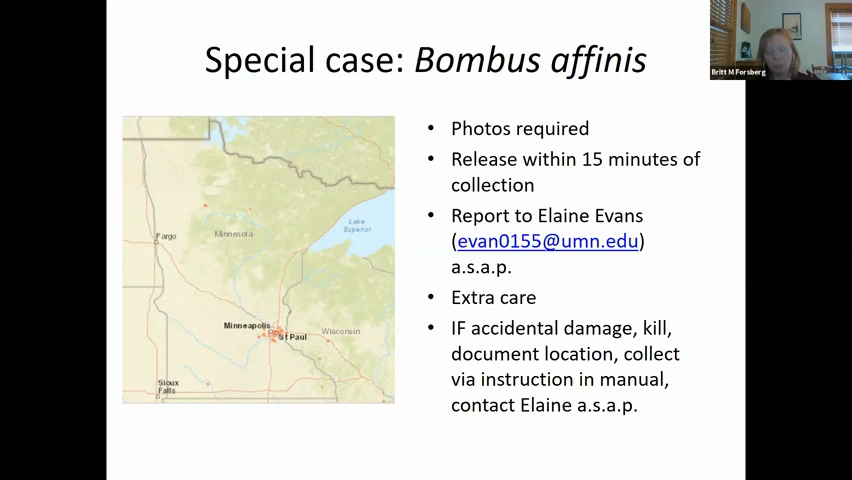 Special case: Bombus affinis
Britt M Forsberg
• Photos required
• Release within 15 minutes of
collection
• Report to Elaine Evans
(evan0155@umn.edu)
a.s.a.p.
• Extra care
• IF accidental damage, kill,
document location, collect
via instruction in manual,
contact Elaine a.s.a.p.
Lake
Superior
Fargo
Minnesota
Minneapolis
St Paul
Wisconsin
Sioux
Falls